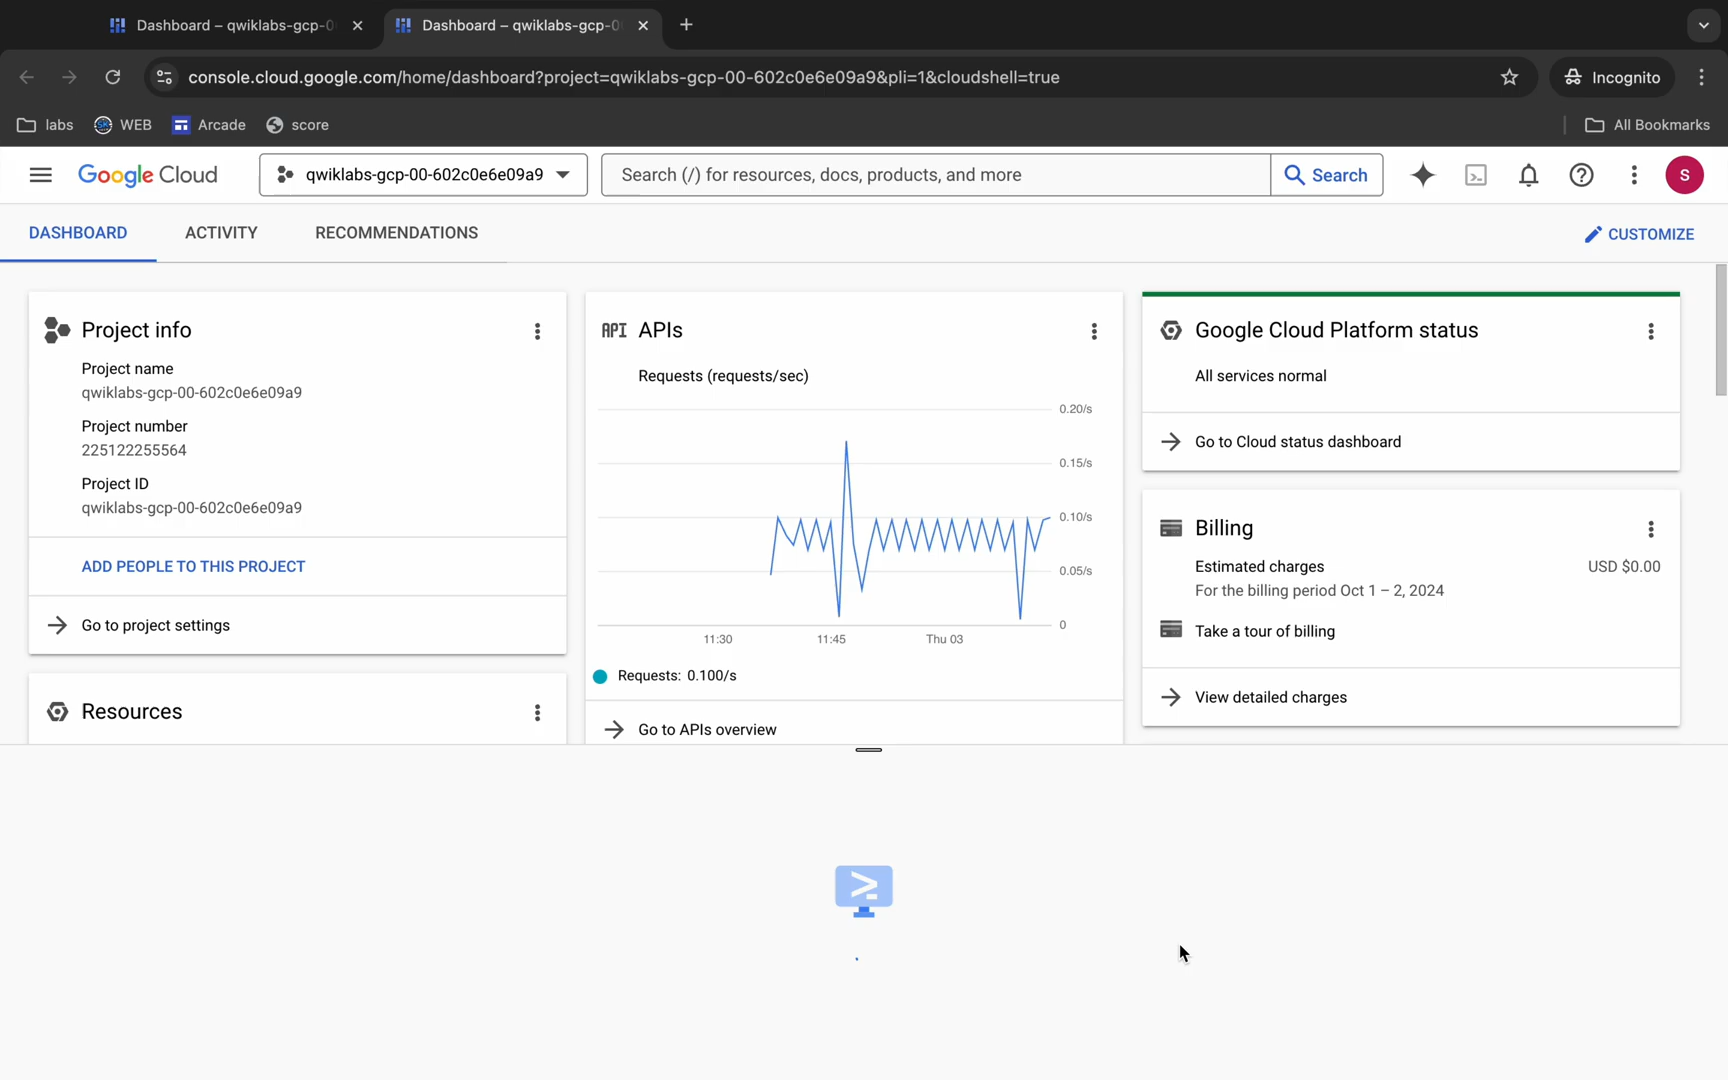 Dashboard – qwiklabs-gcp-0
Dashboard – qwiklabs-gcp-0
console.cloud.google.com/home/dashboard?project=qwiklabs-gcp-00-602c0e6e09a9&pli=1&cloudshell=true
Incognito
labs
WEB
Arcade
score
All Bookmarks
Google Cloud
qwiklabs-gcp-00-602c0e6e09a9
Search (/) for resources, docs, products, and more
Search
S
DASHBOARD
ACTIVITY
RECOMMENDATIONS
CUSTOMIZE
Project info
Project name
qwiklabs-gcp-00-602c0e6e09a9
Project number
225122255564
Project ID
qwiklabs-gcp-00-602c0e6e09a9
ADD PEOPLE TO THIS PROJECT
Go to project settings
Resources
API APIs
Requests (requests/sec)
0.20/s
0.15/s
0.10/s
0.05/s
0
11:30
11:45
Thu 03
Requests: 0.100/s
Go to APIs overview
Google Cloud Platform status
All services normal
Go to Cloud status dashboard
Billing
Estimated charges
USD $0.00
For the billing period Oct 1 – 2, 2024
Take a tour of billing
View detailed charges